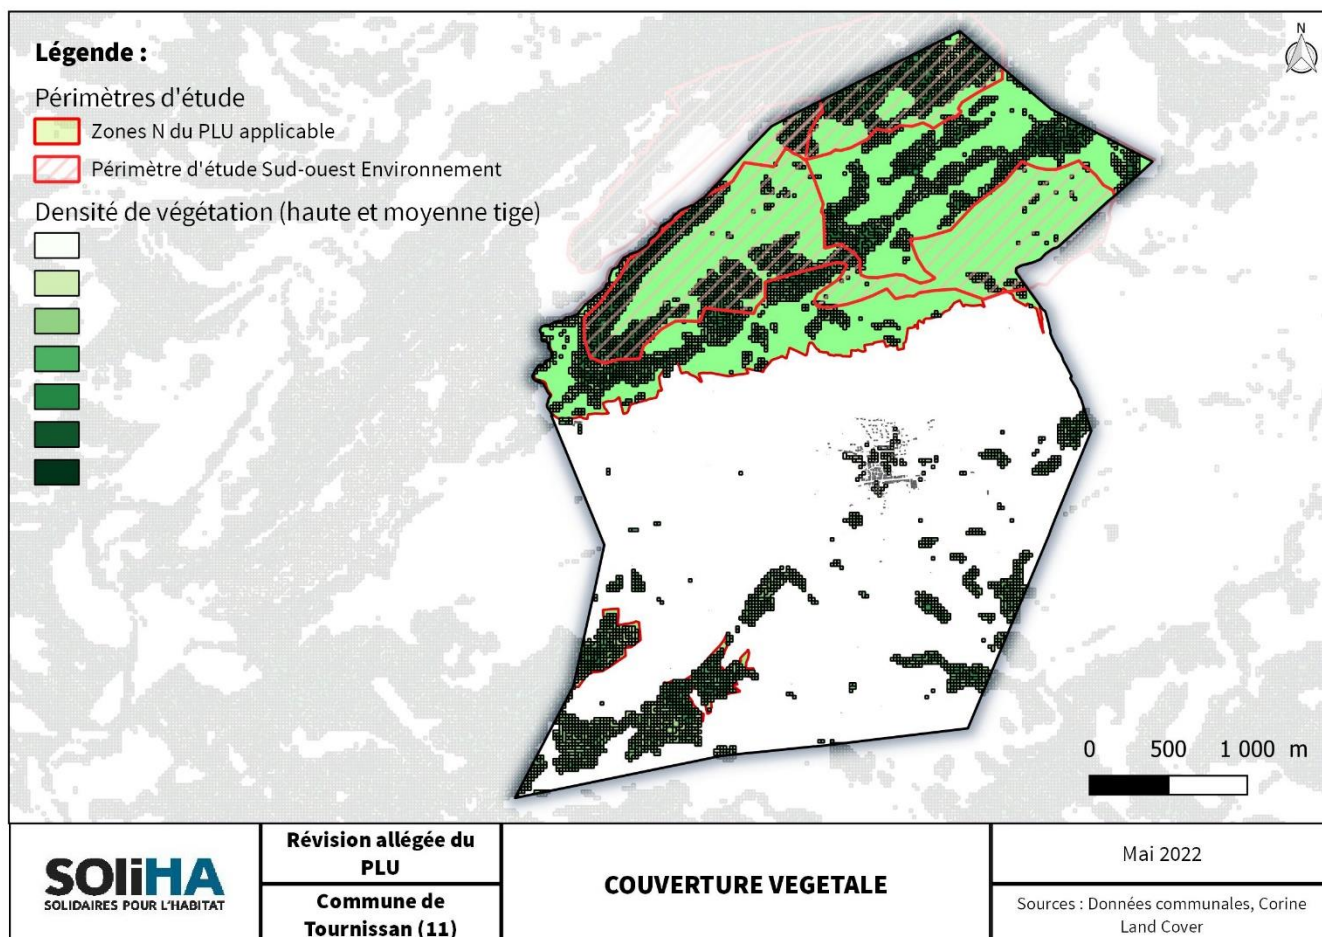 Légende :
Périmètres d'étude
Zones N du PLU applicable
Périmètre d'étude Sud-ouest Environnement
Densité de végétation (haute et moyenne tige)
N
0 500 1 000 m
SOLiHA
SOLIDAIRES POUR L'HABITAT
Révision allégée du
PLU
Commune de
Tournissan (11)
COUVERTURE VEGETALE
Mai 2022
Sources : Données communales, Corine
Land Cover